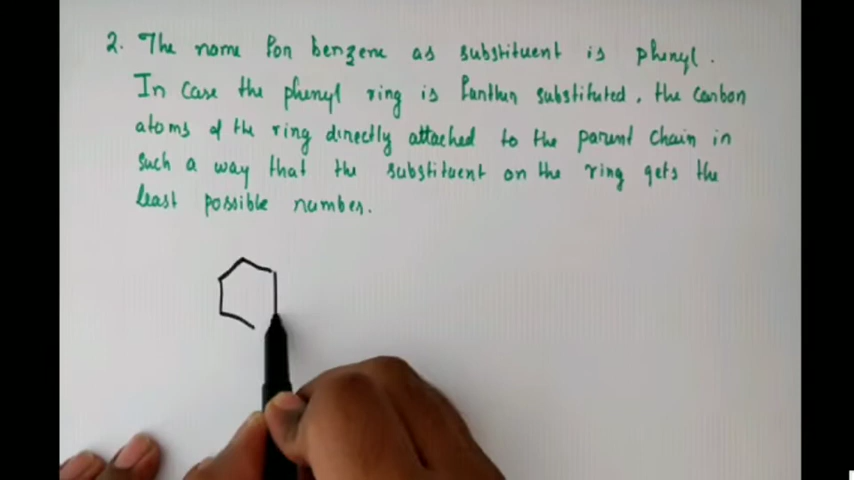 2. The name for benzene as substituent is phenyl.
In case the phenyl ring is further substituted, the carbon
atoms of the ring directly attached to the parent chain in
such a way that the substituent on the ring gets the
least possible number.